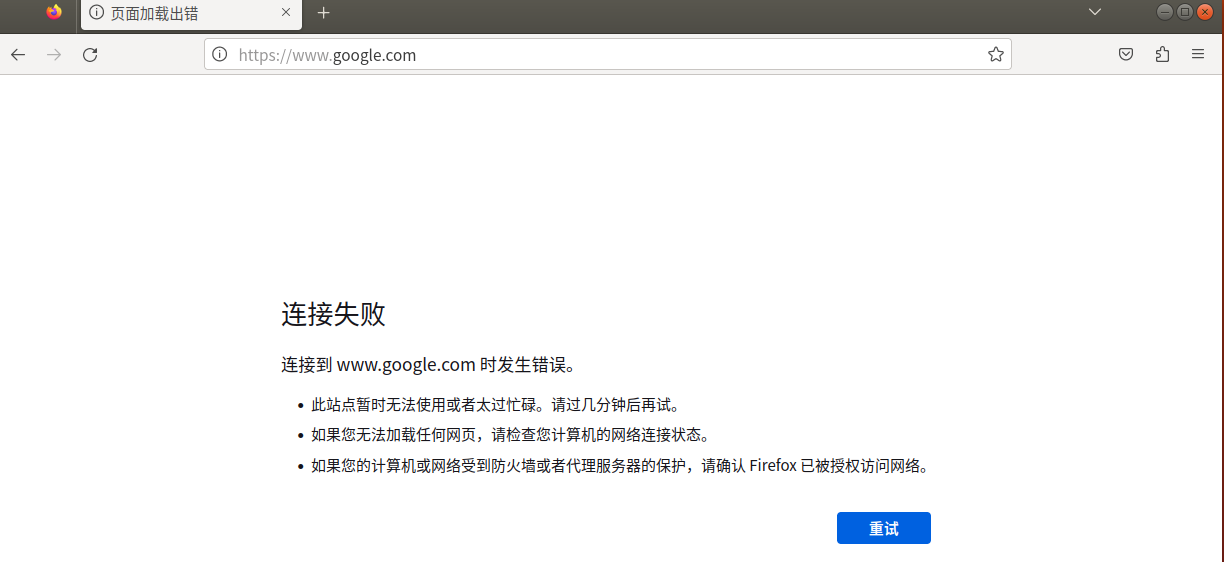 页面加载出错
https://www.google.com
连接失败
连接到 www.google.com 时发生错误。
此站点暂时无法使用或者太过忙碌。请过几分钟后再试。
如果您无法加载任何网页，请检查您计算机的网络连接状态。
如果您的计算机或网络受到防火墙或者代理服务器的保护，请确认 Firefox 已被授权访问网络。
重试